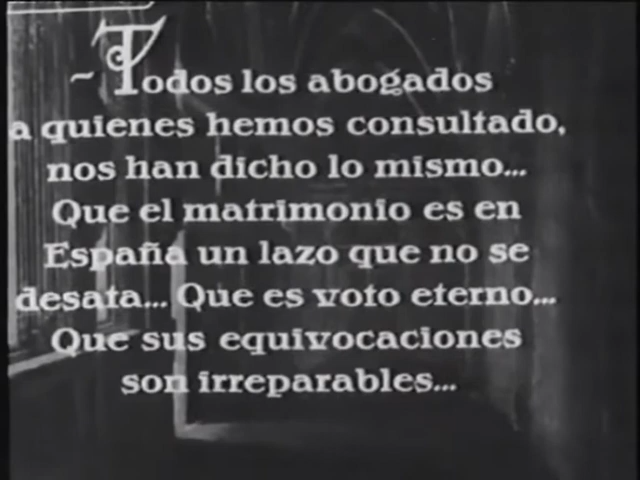 - Todos los abogados
a quienes hemos consultado,
nos han dicho lo mismo...
Que el matrimonio es en
España un lazo que no se
desata... Que es voto eterno...
Que sus equivocaciones
son irreparables...